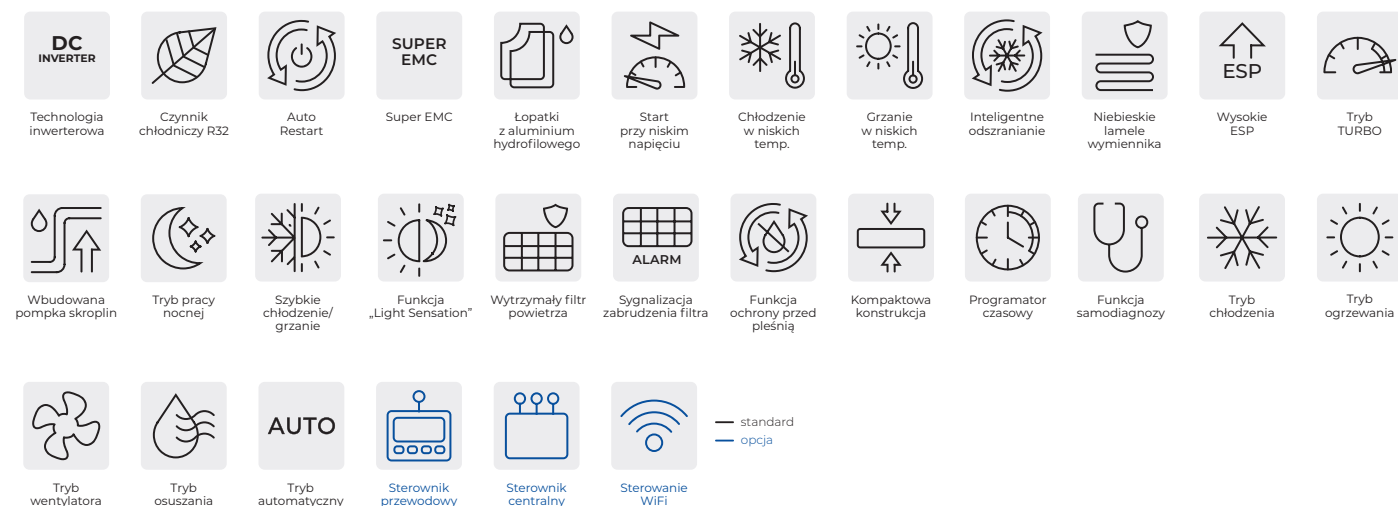 DC
INVERTER
Technologia
inwerterowa
Czynnik
chłodniczy R32
Auto
Restart
SUPER
EMC
Super EMC
Łopatki
z aluminium
hydrofilowego
Start
przy niskim
napięciu
Chłodzenie
w niskich
temp.
Grzanie
w niskich
temp.
Inteligentne
odszranianie
Niebieskie
lamele
wymiennika
ESP
Wysokie
ESP
Tryb
TURBO
Wbudowana
pompka skroplin
Tryb pracy
nocnej
Szybkie
chłodzenie/
grzanie
Funkcja
„Light Sensation”
Wytrzymały filtr
powietrza
ALARM
Sygnalizacja
zabrudzenia filtra
Funkcja
ochrony przed
pleśnią
Kompaktowa
konstrukcja
Programator
czasowy
Funkcja
samodiagnozy
Tryb
chłodzenia
Tryb
ogrzewania
Tryb
wentylatora
Tryb
osuszania
AUTO
Tryb
automatyczny
Sterownik
przewodowy
Sterownik
centralny
Sterowanie
WiFi
standard
opcja